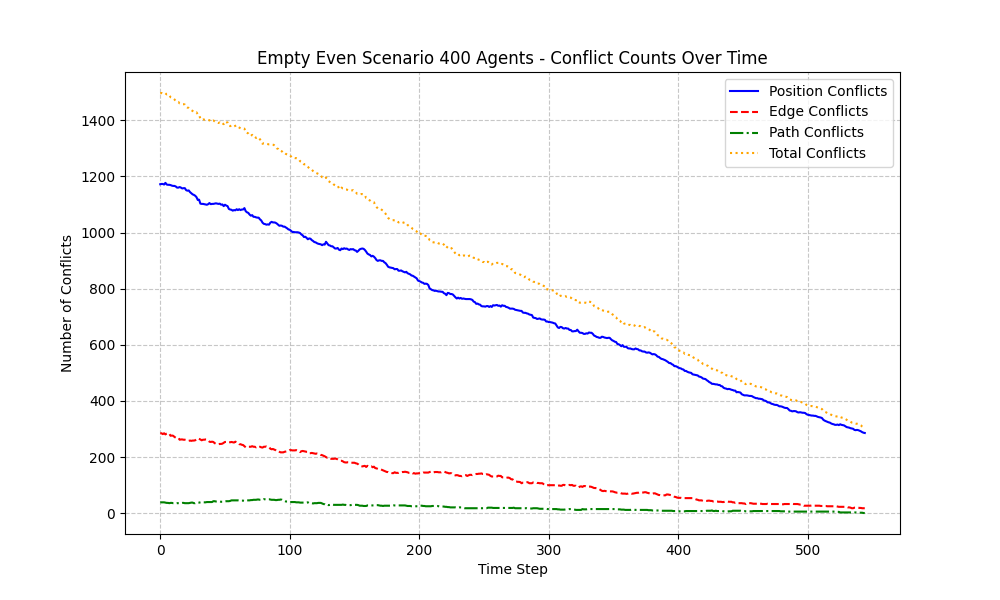 Empty Even Scenario 400 Agents - Conflict Counts Over Time
Number of Conflicts
1400
1200
1000
800
600
400
200
0
0 100 200 300 400 500
Time Step
Position Conflicts
Edge Conflicts
Path Conflicts
Total Conflicts